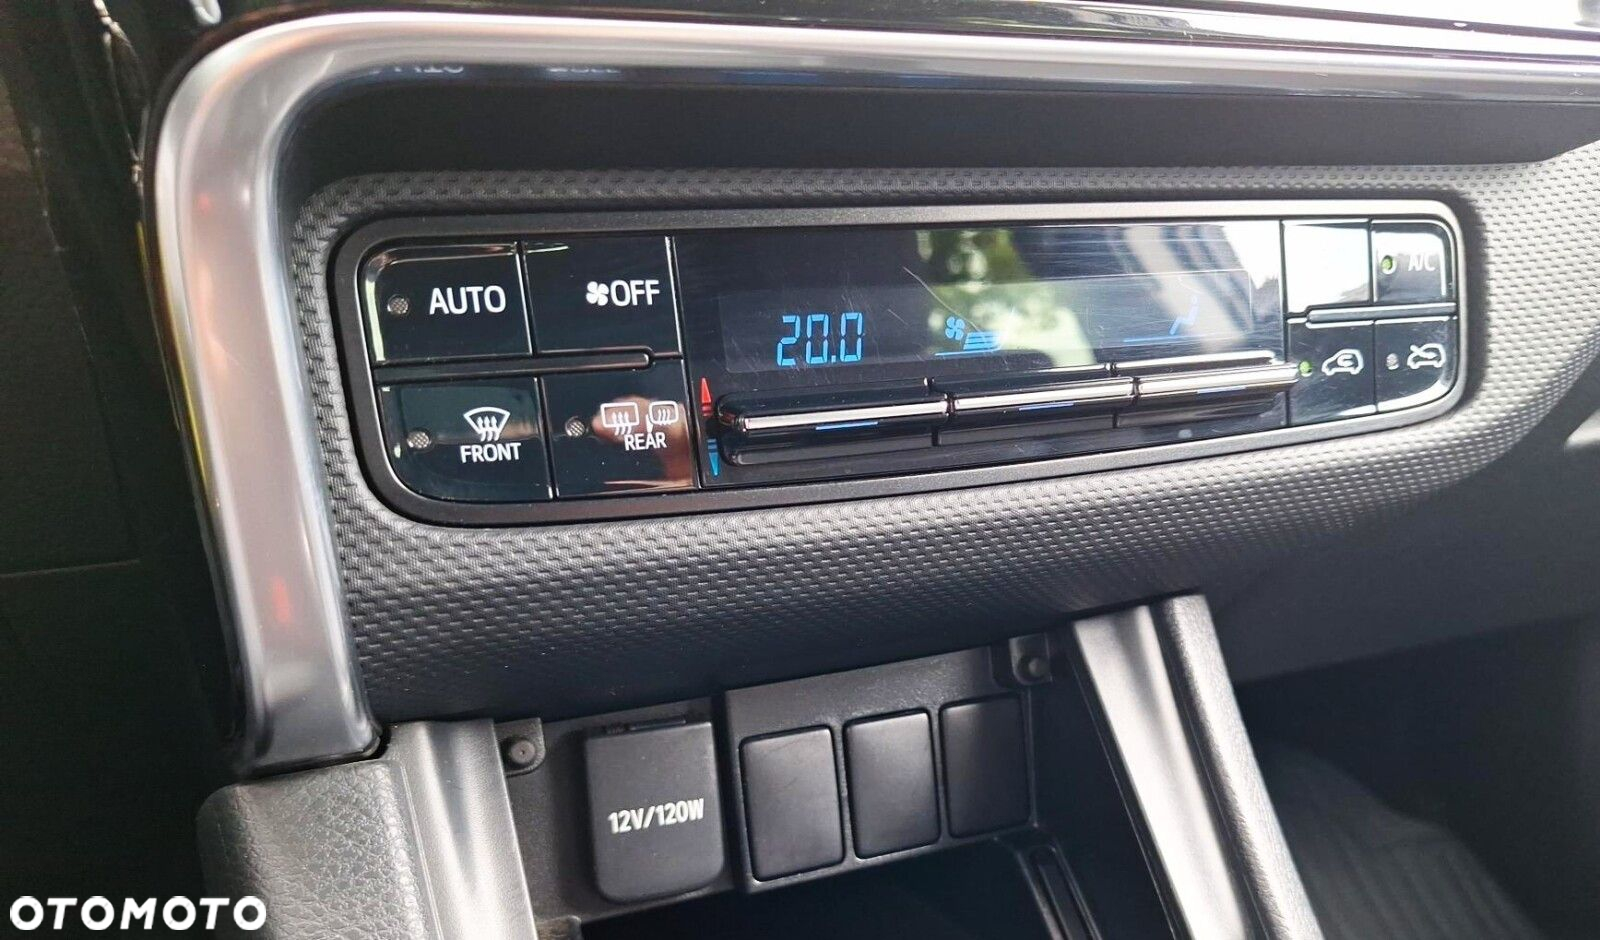 AUTO
OFF
20.0
A/C
FRONT
REAR
12V/120W
OTOMOTO